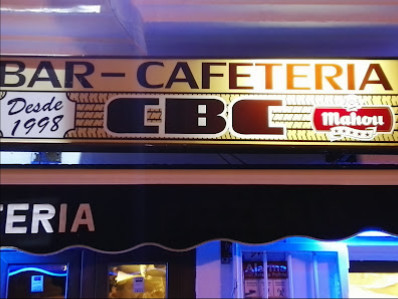 BAR - CAFETERIA
Desde
1998
CBC
Mahou
TERIA